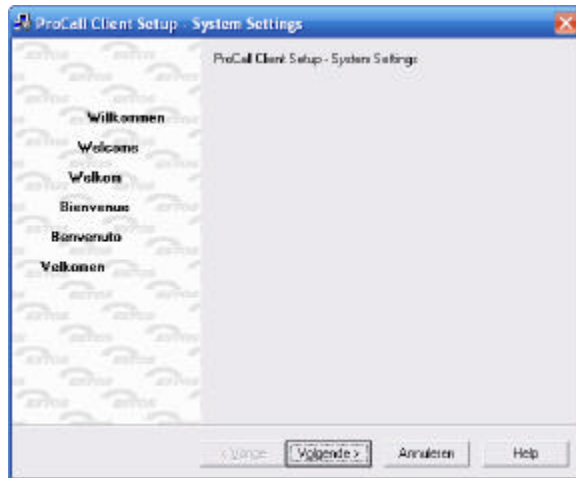 ProCall Client Setup - System Settings
ProCall Client Setup - System Settings
Willkommen
Welcome
Welkom
Bienvenue
Benvenuto
Velkomen
< Vorige
Volgende >
Annuleren
Help